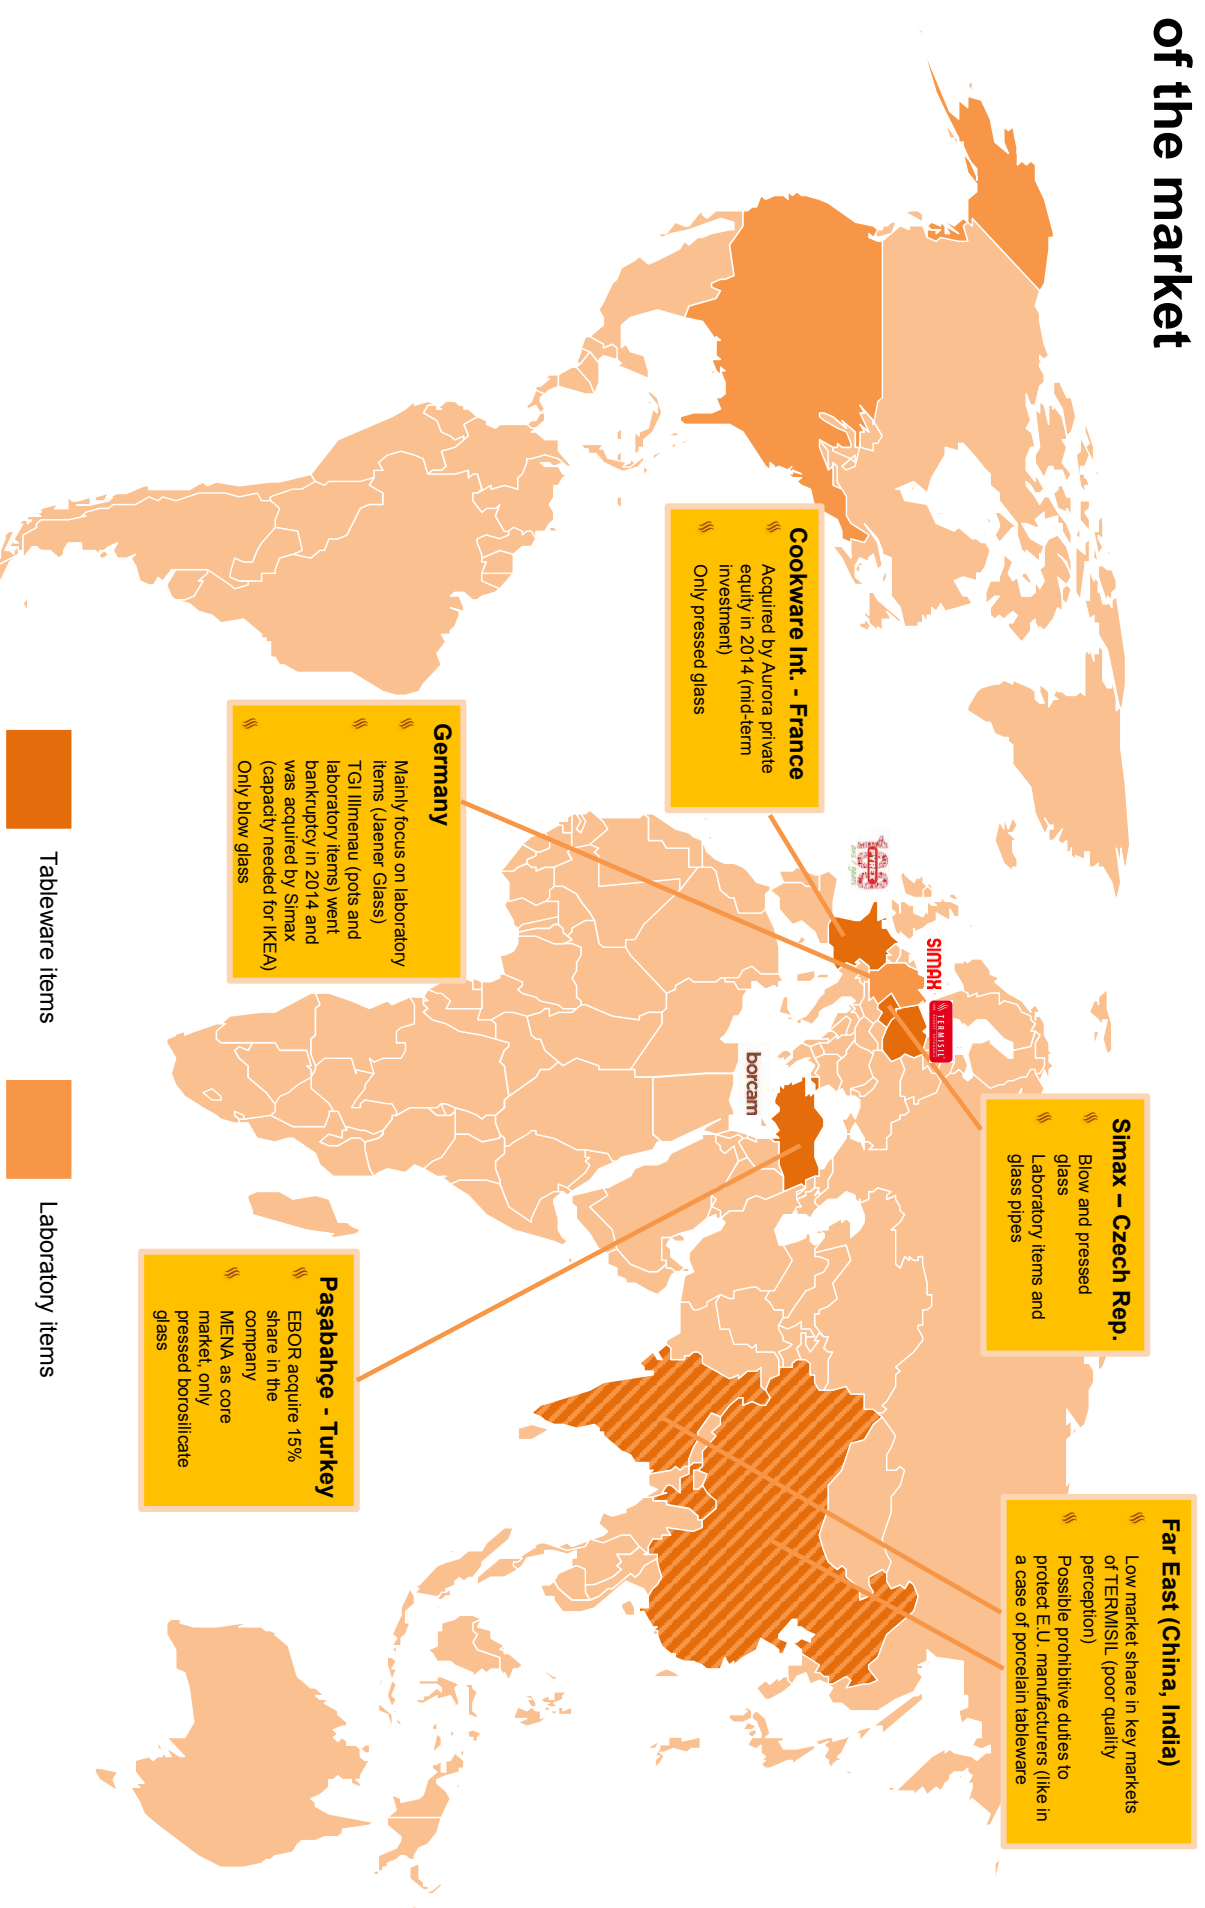 of the market
Cookware Int. - France
Acquired by Aurora private
equity in 2014 (mid-term
investment)
Only pressed glass
Germany
Mainly focus on laboratory
items (Jaener Glass)
TGI Illmenau (pots and
laboratory items) went
bankruptcy in 2014 and
was acquired by Simax
(capacity needed for IKEA)
Only blow glass
PYREX
SIMAX
TERMISIL
borcam
Simax – Czech Rep.
Blow and pressed
glass
Laboratory items and
glass pipes
Paşabahçe - Turkey
EBOR acquire 15%
share in the
company
MENA as core
market, only
pressed borosilicate
glass
Far East (China, India)
Low market share in key markets
of TERMISIL (poor quality
perception)
Possible prohibitive duties to
protect E.U. manufacturers (like in
a case of porcelain tableware
Tableware items
Laboratory items